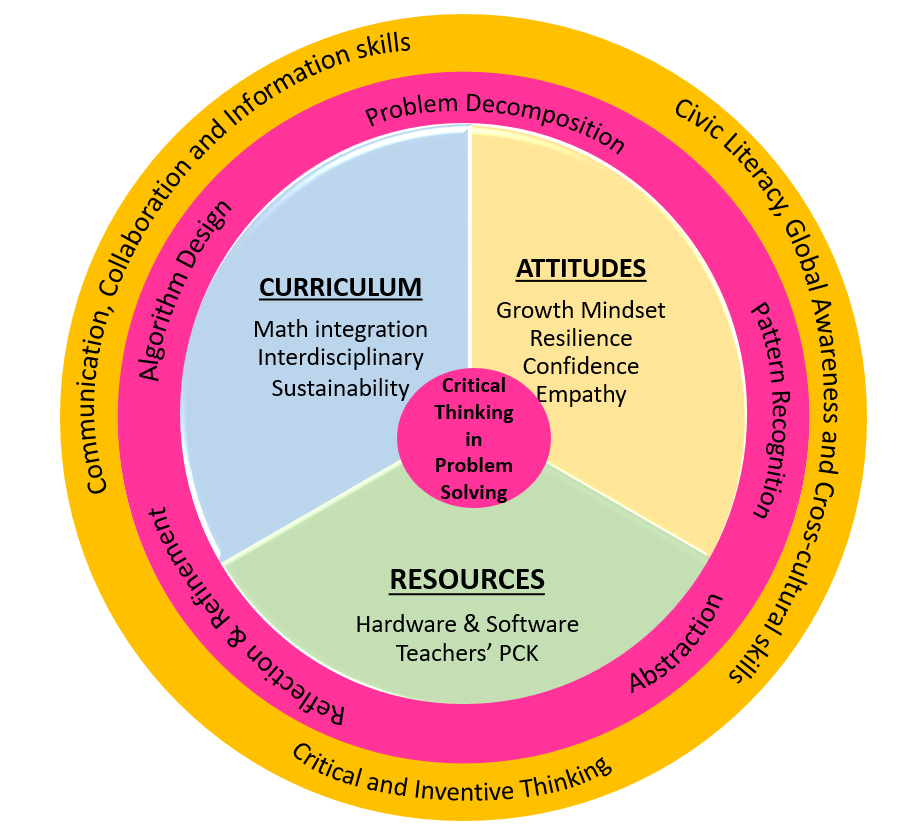 Communication, Collaboration and Information skills
Civic Literacy, Global Awareness and Cross-cultural skills
Critical and Inventive Thinking
Problem Decomposition
Pattern Recognition
Abstraction
Reflection & Refinement
Algorithm Design
CURRICULUM
Math integration
Interdisciplinary
Sustainability
ATTITUDES
Growth Mindset
Resilience
Confidence
Empathy
Critical
Thinking
in
Problem
Solving
RESOURCES
Hardware & Software
Teachers’ PCK